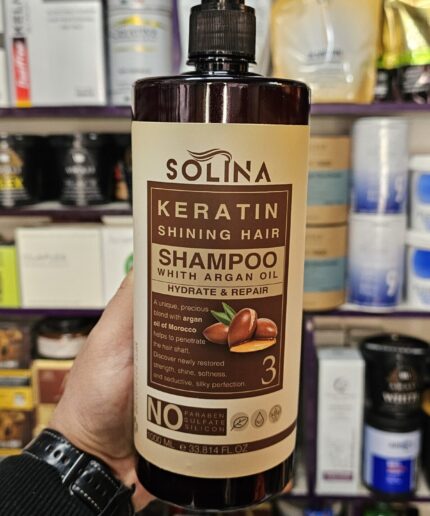 SOLINA
KERATIN
SHINING HAIR
SHAMPOO
WHITH ARGAN OIL
HYDRATE & REPAIR
A unique, precious
blend with argan
oil of Morocco
helps to penetrate
the hair shaft.
Discover newly restored
strength, shine, softness,
and seductive, silky perfection.
3
NO
PARABEN
SULFATE
SILICON
1000 ML e 33.814 FL.OZ
WHITE